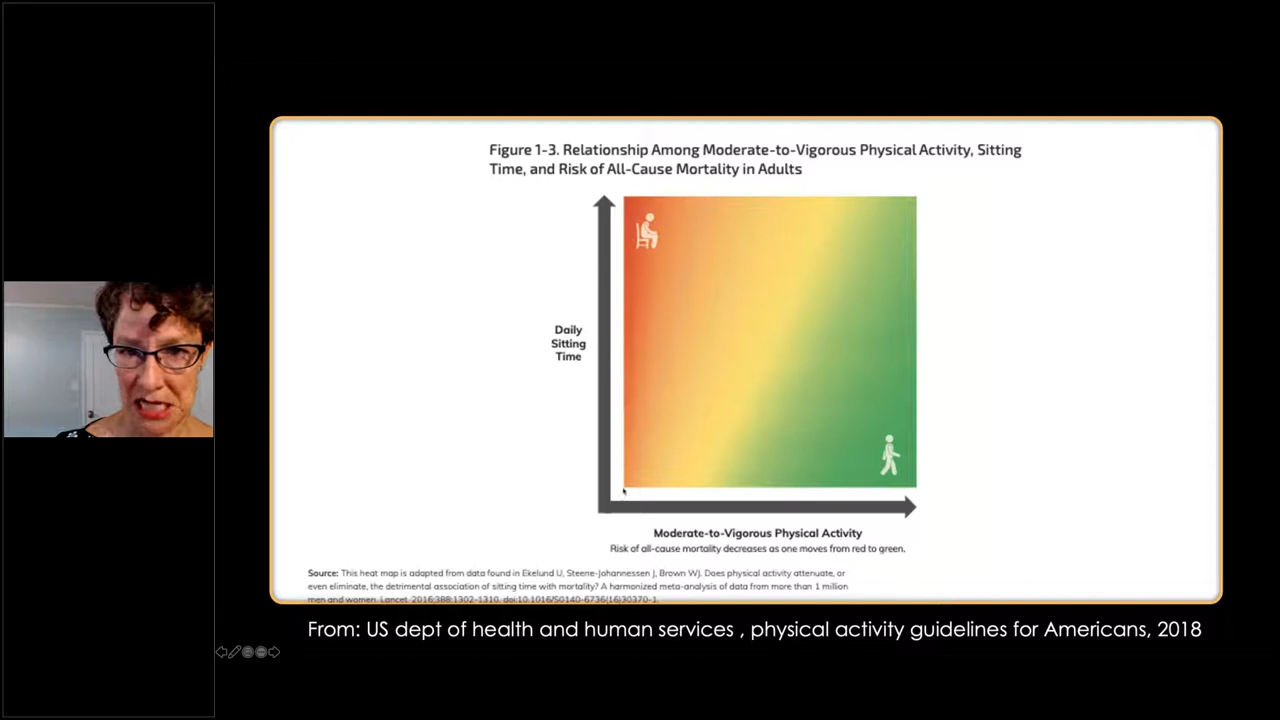 Figure 1-3. Relationship Among Moderate-to-Vigorous Physical Activity, Sitting
Time, and Risk of All-Cause Mortality in Adults
Daily
Sitting
Time
Moderate-to-Vigorous Physical Activity
Risk of all-cause mortality decreases as one moves from red to green.
Source: This heat map is adapted from data found in Ekelund U, Steene-Johannessen J, Brown WJ. Does physical activity attenuate, or
even eliminate, the detrimental association of sitting time with mortality? A harmonized meta-analysis of data from more than 1 million
men and women. Lancet. 2016;388:1302-1310. doi:10.1016/S0140-6736(16)30370-1.
From: US dept of health and human services , physical activity guidelines for Americans, 2018